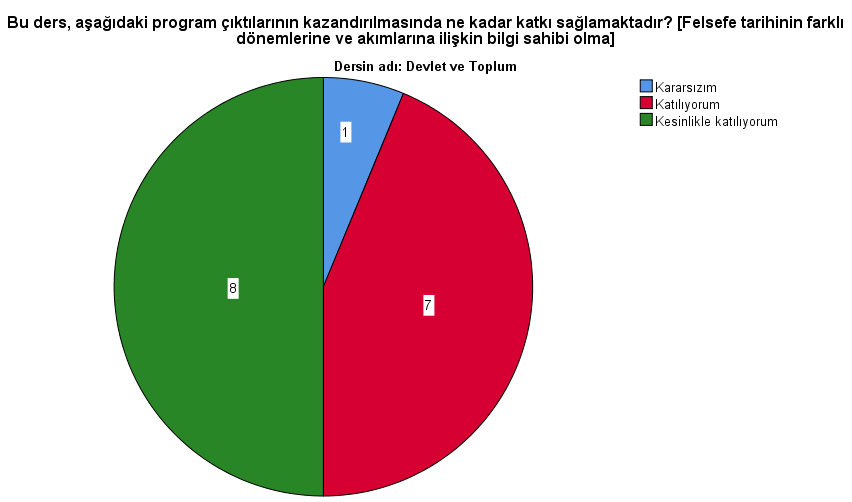 Bu ders, aşağıdaki program çıktılarının kazandırılmasında ne kadar katkı sağlamaktadır? [Felsefe tarihinin farklı
dönemlerine ve akımlarına ilişkin bilgi sahibi olma]
Dersin adı: Devlet ve Toplum
Kararsızım
Katılıyorum
Kesinlikle katılıyorum
1
8
7